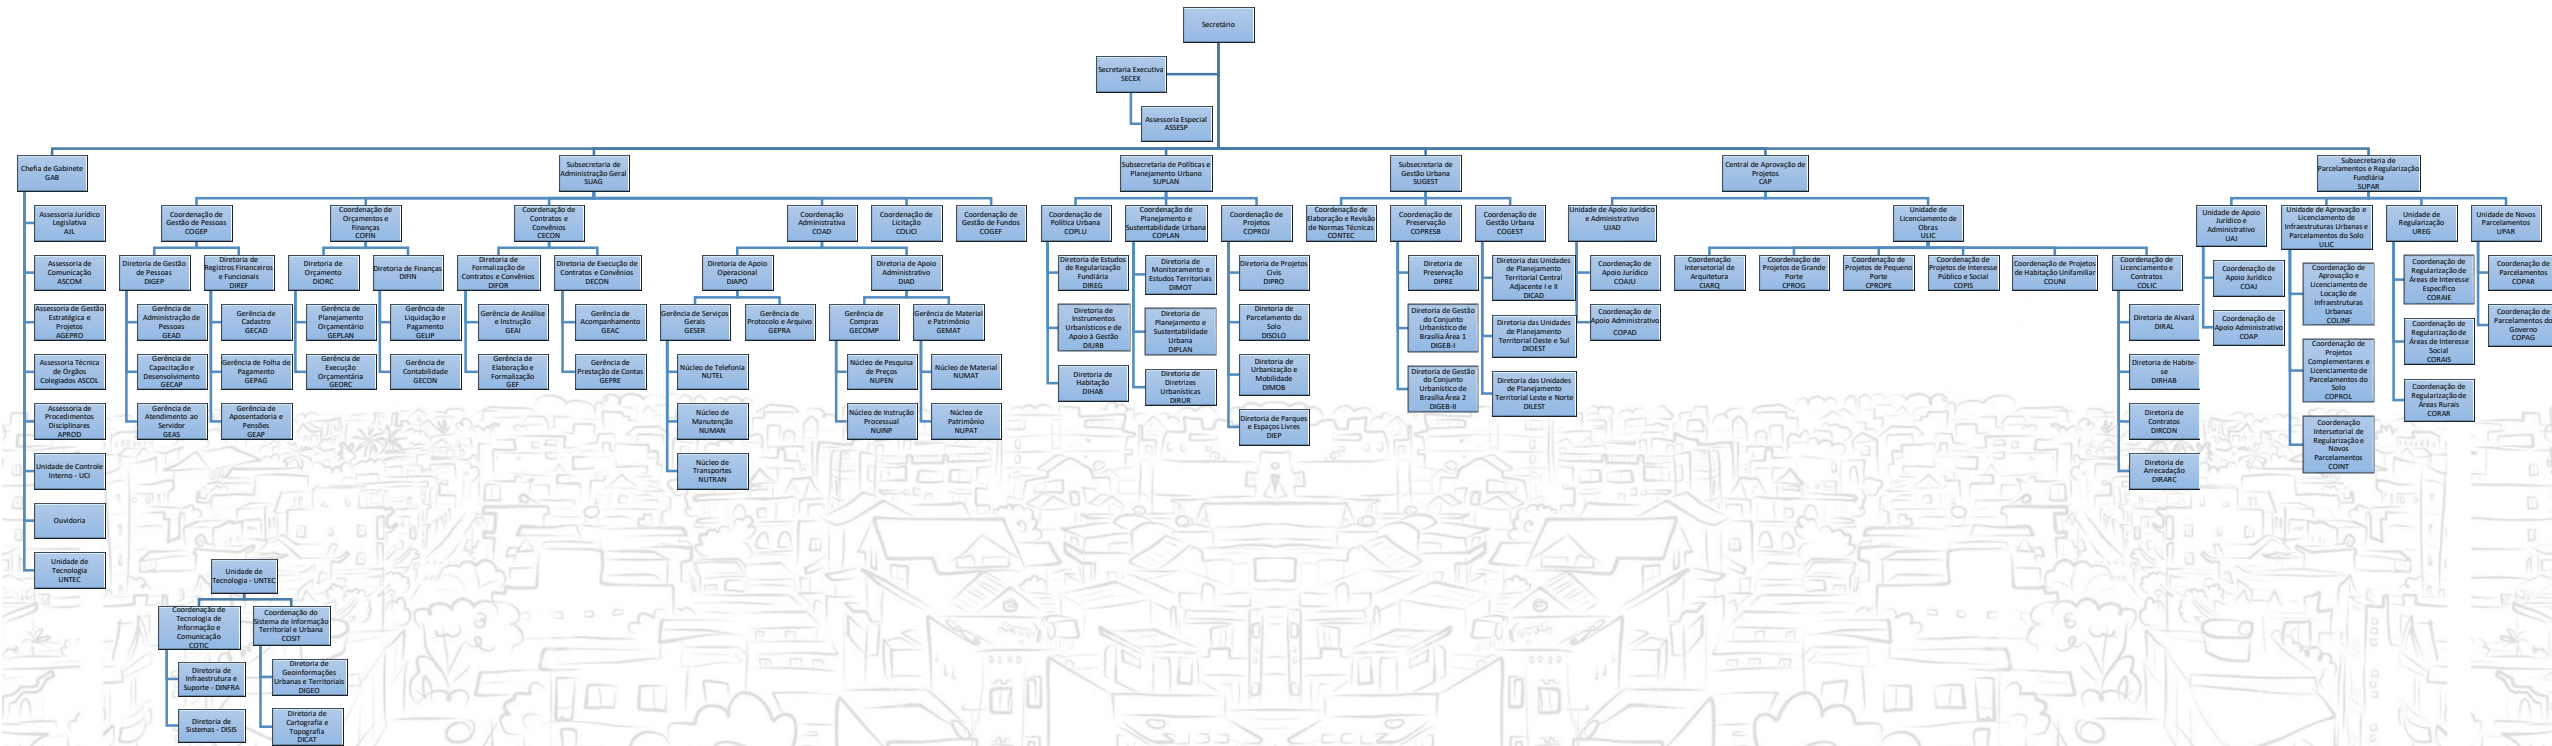 Secretário
Secretaria Executiva
SECEX
Assessoria Especial
ASSESP
Chefia de Gabinete
GAB
Assessoria Jurídico
Legislativa
AJL
Assessoria de
Comunicação
ASCOM
Assessoria de Gestão
Estratégica e
Projetos
AGEPRO
Assessoria Técnica
de Órgãos
Colegiados ASCOL
Assessoria de
Procedimentos
Disciplinares
APROD
Unidade de Controle
Interno - UCI
Ouvidoria
Unidade de
Tecnologia
UNTEC
Subsecretaria de
Administração Geral
SUAG
Coordenação de
Gestão de Pessoas
COGEP
Diretoria de Gestão
de Pessoas
DIGEP
Gerência de
Administração de
Pessoas
GEAD
Gerência de
Capacitação e
Desenvolvimento
GECAP
Gerência de
Atendimento ao
Servidor
GEAS
Diretoria de
Registros Financeiros
e Funcionais
DIREF
Gerência de
Cadastro
GECAD
Gerência de Folha de
Pagamento
GEPAG
Gerência de
Aposentadoria e
Pensões
GEAP
Coordenação de
Orçamentos e
Finanças
COFIN
Diretoria de
Orçamento
DIORC
Gerência de
Planejamento
Orçamentário
GEPLAN
Gerência de
Execução
Orçamentária
GEORC
Diretoria de Finanças
DIFIN
Gerência de
Liquidação e
Pagamento
GELIP
Gerência de
Contabilidade
GECON
Coordenação de
Contratos e
Convênios
CECON
Diretoria de
Formalização de
Contratos e Convênios
DIFOR
Gerência de Análise
e Instrução
GEAI
Gerência de
Elaboração e
Formalização
GEF
Diretoria de Execução de
Contratos e Convênios
DECON
Gerência de
Acompanhamento
GEAC
Gerência de
Prestação de Contas
GEPRE
Coordenação
Administrativa
COAD
Diretoria de Apoio
Operacional
DIAPO
Gerência de Serviços
Gerais
GESER
Núcleo de Telefonia
NUTEL
Núcleo de
Manutenção
NUMAN
Núcleo de
Transportes
NUTRAN
Gerência de
Protocolo e Arquivo
GEPRA
Diretoria de Apoio
Administrativo
DIAD
Gerência de
Compras
GECOMP
Núcleo de Pesquisa
de Preços
NUPEN
Núcleo de Instrução
Processual
NUINP
Gerência de Material
e Patrimônio
GEMAT
Núcleo de Material
NUMAT
Núcleo de
Patrimônio
NUPAT
Coordenação de
Licitação
COLICI
Coordenação de
Gestão de Fundos
COGEF
Subsecretaria de Políticas e
Planejamento Urbano
SUPLAN
Coordenação de
Política Urbana
COPLU
Diretoria de Estudos
de Regularização
Fundiária
DIREG
Diretoria de
Instrumentos
Urbanísticos e de
Apoio à Gestão
DIURB
Diretoria de
Habitação
DIHAB
Coordenação de
Planejamento e
Sustentabilidade Urbana
COPLAN
Diretoria de
Monitoramento e
Estudos Territoriais
DIMOT
Diretoria de
Planejamento e
Sustentabilidade
Urbana
DIPLAN
Diretoria de
Diretrizes
Urbanísticas
DIRUR
Coordenação de
Projetos
COPROJ
Diretoria de Projetos
Civis
DIPRO
Diretoria de
Parcelamento do
Solo
DISOLO
Diretoria de
Urbanização e
Mobilidade
DIMOB
Diretoria de Parques
e Espaços Livres
DIEP
Subsecretaria de
Gestão Urbana
SUGEST
Coordenação de
Elaboração e Revisão
de Normas Técnicas
CONTEC
Coordenação de
Preservação
COPRESB
Diretoria de
Preservação
DIPRE
Diretoria de Gestão
do Conjunto
Urbanístico de
Brasília Área 1
DIGEB-I
Diretoria de Gestão
do Conjunto
Urbanístico de
Brasília Área 2
DIGEB-II
Coordenação de
Gestão Urbana
COGEST
Diretoria das Unidades
de Planejamento
Territorial Central
Adjacente I e II
DICAD
Diretoria das Unidades
de Planejamento
Territorial Oeste e Sul
DIOEST
Diretoria das Unidades
de Planejamento
Territorial Leste e Norte
DILEST
Central de Aprovação de
Projetos
CAP
Unidade de Apoio Jurídico
e Administrativo
UJAD
Coordenação de
Apoio Jurídico
COAJU
Coordenação de
Apoio Administrativo
COPAD
Unidade de
Licenciamento de
Obras
ULIC
Coordenação
Intersetorial de
Arquitetura
CIARQ
Coordenação de
Projetos de Grande
Porte
CPROG
Coordenação de
Projetos de Pequeno
Porte
CPROPE
Coordenação de
Projetos de Interesse
Público e Social
COPIS
Coordenação de Projetos
de Habitação Unifamiliar
COUNI
Coordenação de
Licenciamento e
Contratos
COLIC
Diretoria de Alvará
DIRAL
Diretoria de Habite-
se
DIRHAB
Diretoria de
Contratos
DIRCON
Diretoria de
Arrecadação
DIRARC
Subsecretaria de
Parcelamentos e Regularização
Fundiária
SUPAR
Unidade de Apoio
Jurídico e
Administrativo
UAJ
Coordenação de
Apoio Jurídico
COAJ
Coordenação de
Apoio Administrativo
COAP
Unidade de Aprovação e
Licenciamento de
Infraestruturas Urbanas e
Parcelamentos do Solo
ULIC
Coordenação de
Aprovação e
Licenciamento de
Locação de
Infraestruturas
Urbanas
COLINF
Coordenação de
Projetos
Complementares e
Licenciamento de
Parcelamentos do
Solo
COPROL
Coordenação
Intersetorial de
Regularização e
Novos
Parcelamentos
COINT
Unidade de
Regularização
UREG
Coordenação de
Regularização de
Áreas de Interesse
Específico
CORAIE
Coordenação de
Regularização de
Áreas de Interesse
Social
CORAIS
Coordenação de
Regularização de
Áreas Rurais
CORAR
Unidade de Novos
Parcelamentos
UPAR
Coordenação de
Parcelamentos
COPAR
Coordenação de
Parcelamentos do
Governo
COPAG
Unidade de
Tecnologia - UNTEC
Coordenação de
Tecnologia de
Informação e
Comunicação
COTIC
Diretoria de
Infraestrutura e
Suporte - DINFRA
Diretoria de
Sistemas - DISIS
Coordenação do
Sistema de Informação
Territorial e Urbana
COSIT
Diretoria de
Geoinformações
Urbanas e Territoriais
DIGEO
Diretoria de
Cartografia e
Topografia
DICAT